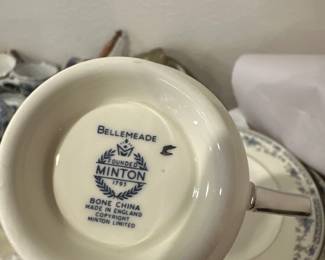 BELLEMEADE
FOUNDED
MINTON
1793
BONE CHINA
MADE IN ENGLAND
COPYRIGHT
MINTON LIMITED